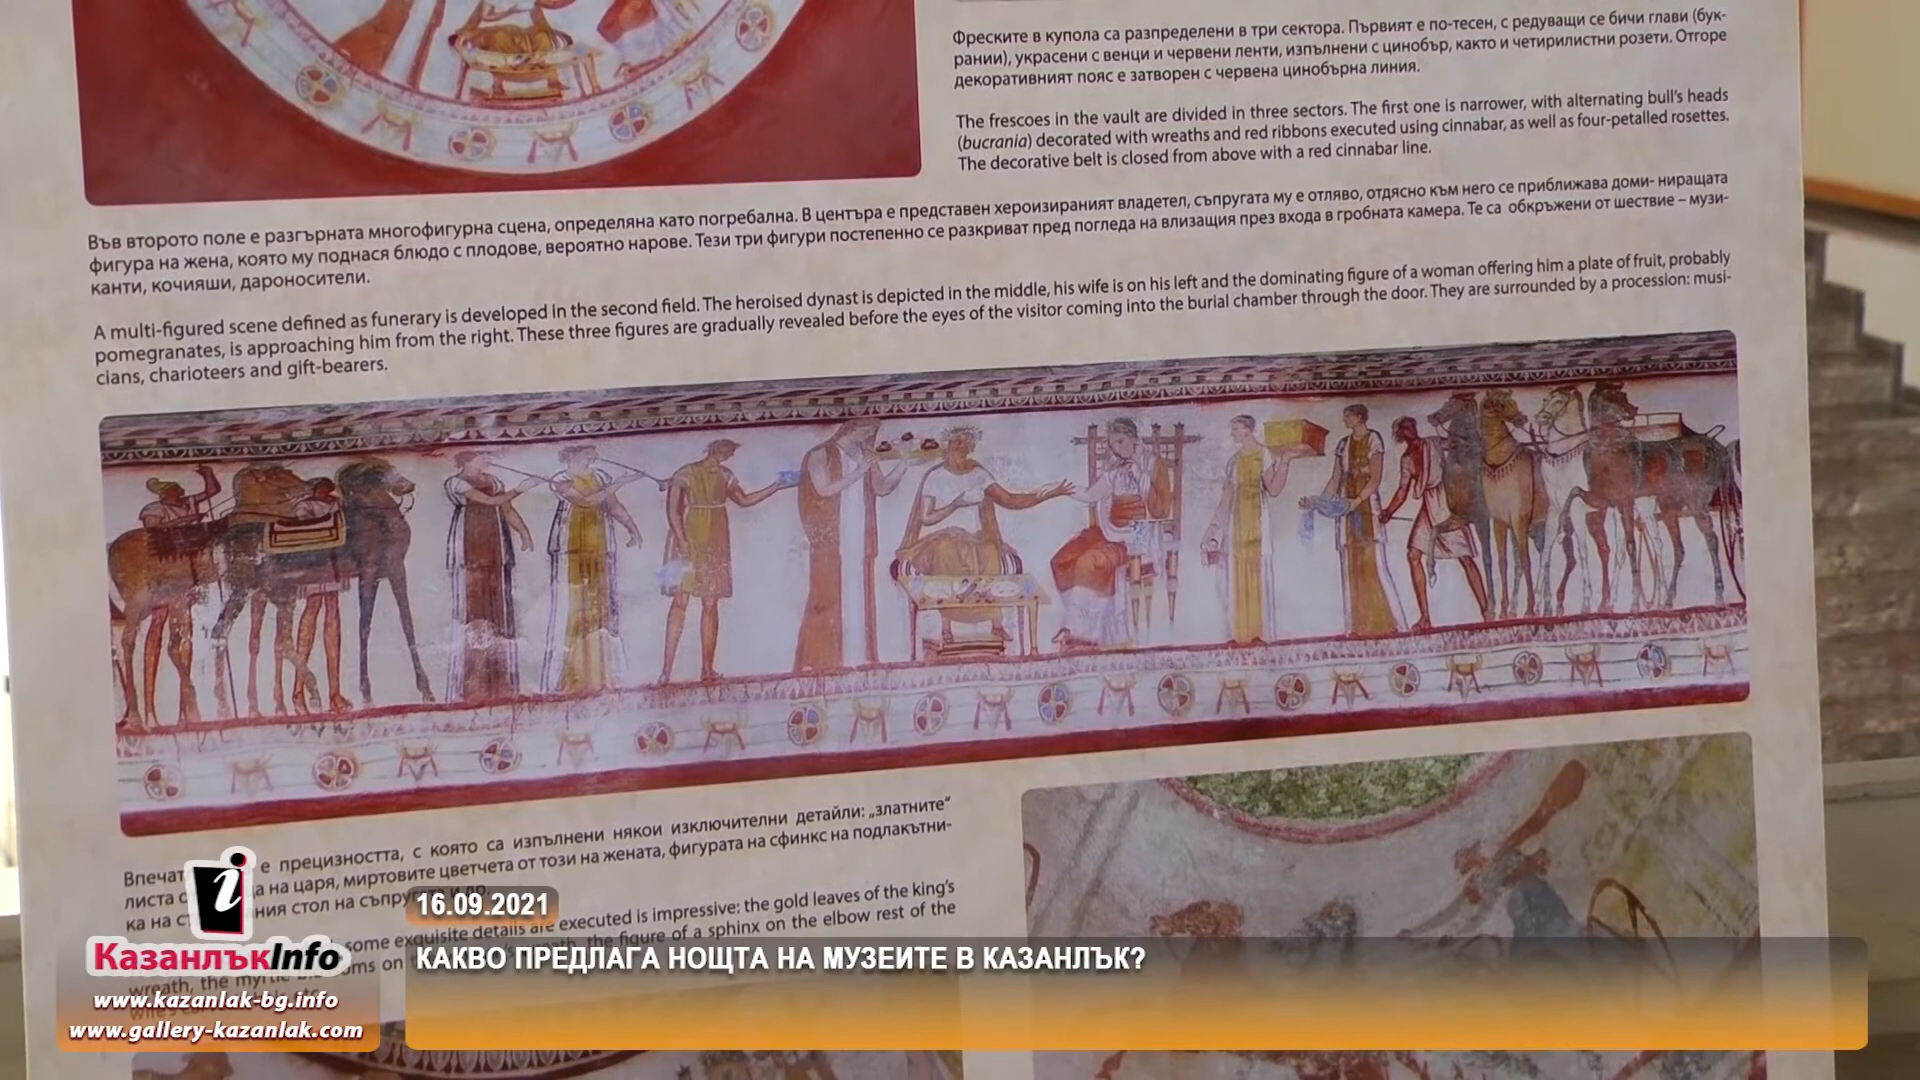 Фреските в купола са разпределени в три сектора. Първият е по-тесен, с редуващи се бичи глави (бук-
рании), украсени с венци и червени ленти, изпълнени с цинобър, както и четирилистни розети. Отгоре
декоративният пояс е затворен с червена цинобърна линия.
The frescoes in the vault are divided in three sectors. The first one is narrower, with alternating bull's heads
(bucrania) decorated with wreaths and red ribbons executed using cinnabar, as well as four-petalled rosettes.
The decorative belt is closed from above with a red cinnabar line.
Във второто поле е разгърната многофигурна сцена, определяна като погребална. В центъра е представен хероизираният владетел, съпругата му е отляво, отдясно към него се приближава доми- ниращата
фигура на жена, която му поднася блюдо с плодове, вероятно нарове. Тези три фигури постепенно се разкриват пред погледа на влизащия през входа в гробната камера. Те са обкръжени от шествие – музи-
канти, кочияши, дароносители.
A multi-figured scene defined as funerary is developed in the second field. The heroised dynast is depicted in the middle, his wife is on his left and the dominating figure of a woman offering him a plate of fruit, probably
pomegranates, is approaching him from the right. These three figures are gradually revealed before the eyes of the visitor coming into the burial chamber through the door. They are surrounded by a procession: musi-
cians, charioteers and gift-bearers.
Впечат е прецизността, с която са изпълнени някои изключителни детайли: „златните“
листа на царя, миртовите цветчета от този на жената, фигурата на сфинкс на подлакътни-
ка на ния стол на съпругата и др.
some exquisite details are executed is impressive: the gold leaves of the king's
wreath, the oms on the figure of a sphinx on the elbow rest of the
i
КазанлъкInfo
www.kazanlak-bg.info
www.gallery-kazanlak.com
16.09.2021
КАКВО ПРЕДЛАГА НОЩТА НА МУЗЕИТЕ В КАЗАНЛЪК?